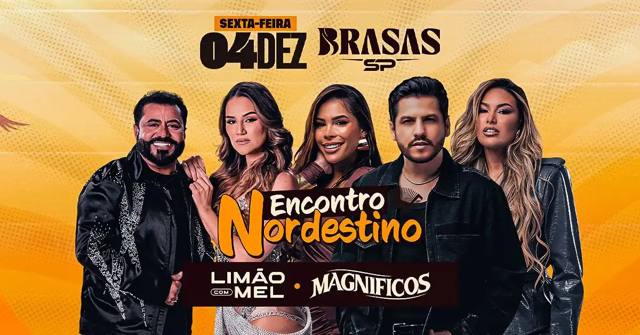 SEXTA-FEIRA
04DEZ
BRASAS
SP
Encontro
Nordestino
LIMÃO
COM MEL
• MAGNÍFICOS